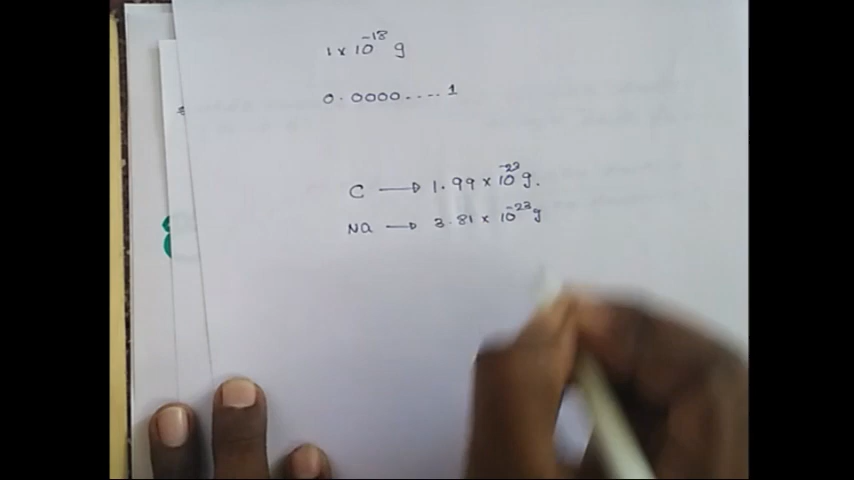 1 x 10⁻¹⁸ g
0.0000....1
C → 1.99 x 10⁻²³ g.
Na → 3.81 x 10⁻²³ g